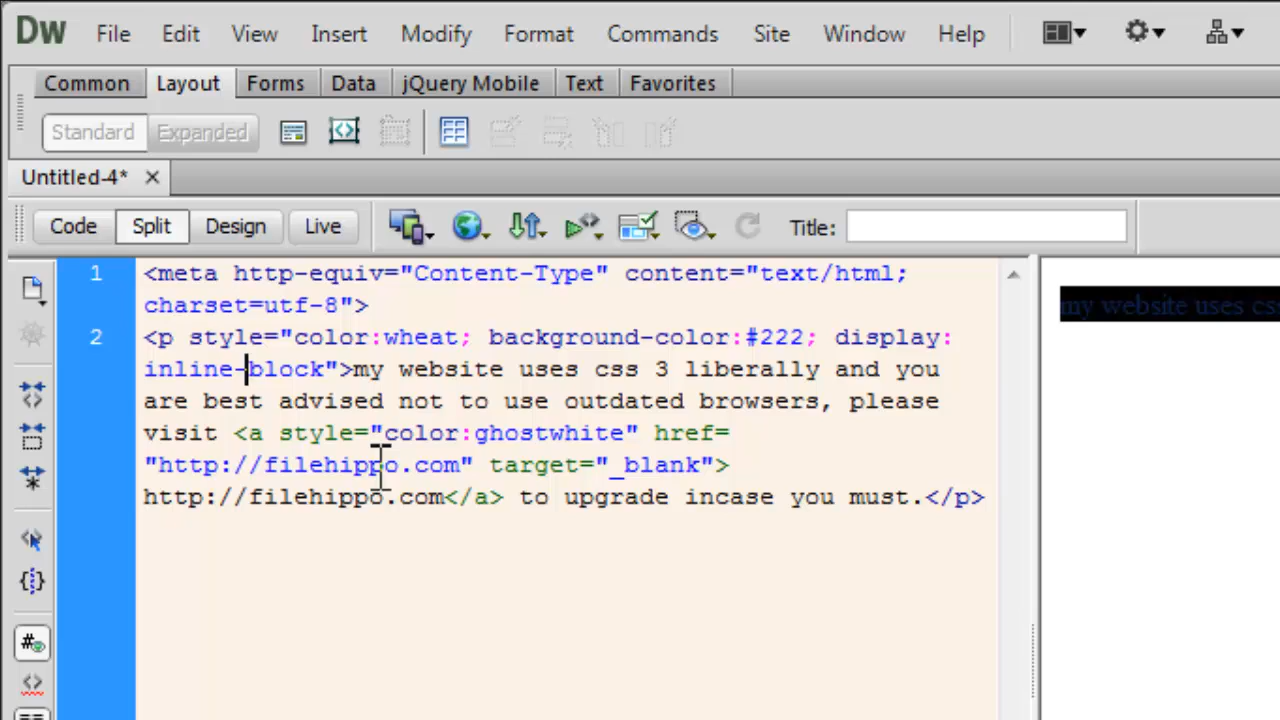 Dw File Edit View Insert Modify Format Commands Site Window Help
Common Layout Forms Data jQuery Mobile Text Favorites
Standard Expanded
Untitled-4*
Code Split Design Live Title:
1 <meta http-equiv="Content-Type" content="text/html;
charset=utf-8">
2 <p style="color:wheat; background-color:#222; display:
inline-block">my website uses css 3 liberally and you
are best advised not to use outdated browsers, please
visit <a style="color:ghostwhite" href=
"http://filehippo.com" target="_blank">
http://filehippo.com</a> to upgrade incase you must.</p>
my website uses css